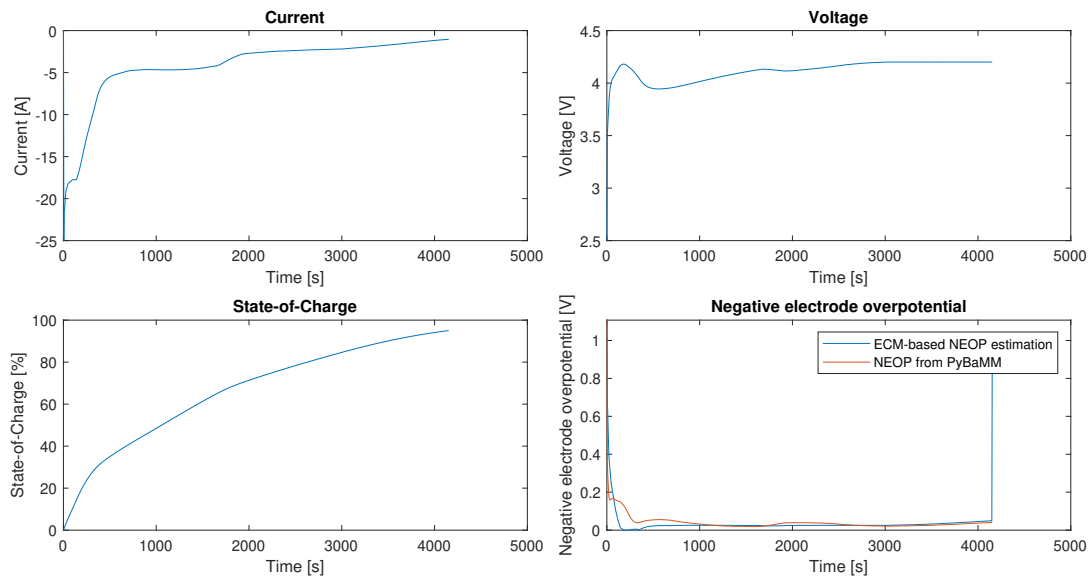 Current
Current [A]
0
-5
-10
-15
-20
-25
0 1000 2000 3000 4000 5000
Time [s]
Voltage
Voltage [V]
4.5
4
3.5
3
2.5
0 1000 2000 3000 4000 5000
Time [s]
State-of-Charge
State-of-Charge [%]
100
80
60
40
20
0
0 1000 2000 3000 4000 5000
Time [s]
Negative electrode overpotential
Negative electrode overpotential [V]
1
0.8
0.6
0.4
0.2
0
ECM-based NEOP estimation
NEOP from PyBaMM
0 1000 2000 3000 4000 5000
Time [s]